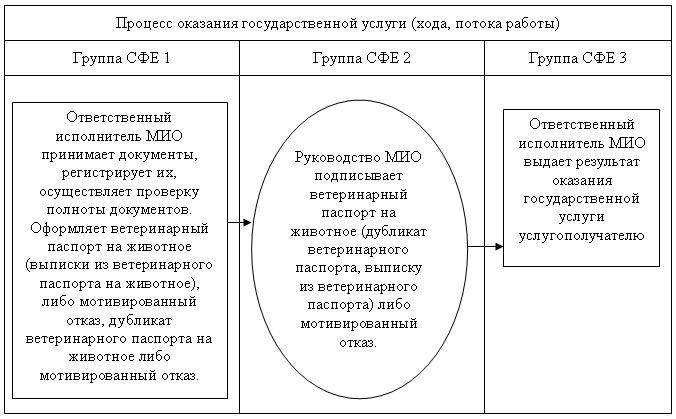 Процесс оказания государственной услуги (хода, потока работы)
Группа СФЕ 1
Группа СФЕ 2
Группа СФЕ 3
Ответственный
исполнитель МИО
принимает документы,
регистрирует их,
осуществляет проверку
полноты документов.
Оформляет ветеринарный
паспорт на животное
(выписки из ветеринарного
паспорта на животное),
либо мотивированный
отказ, дубликат
ветеринарного паспорта на
животное либо
мотивированный отказ.
Руководство МИО
подписывает
ветеринарный
паспорт на
животное (дубликат
ветеринарного
паспорта, выписку
из ветеринарного
паспорта) либо
мотивированный
отказ.
Ответственный
исполнитель МИО
выдает результат
оказания
государственной
услуги
услугополучателю